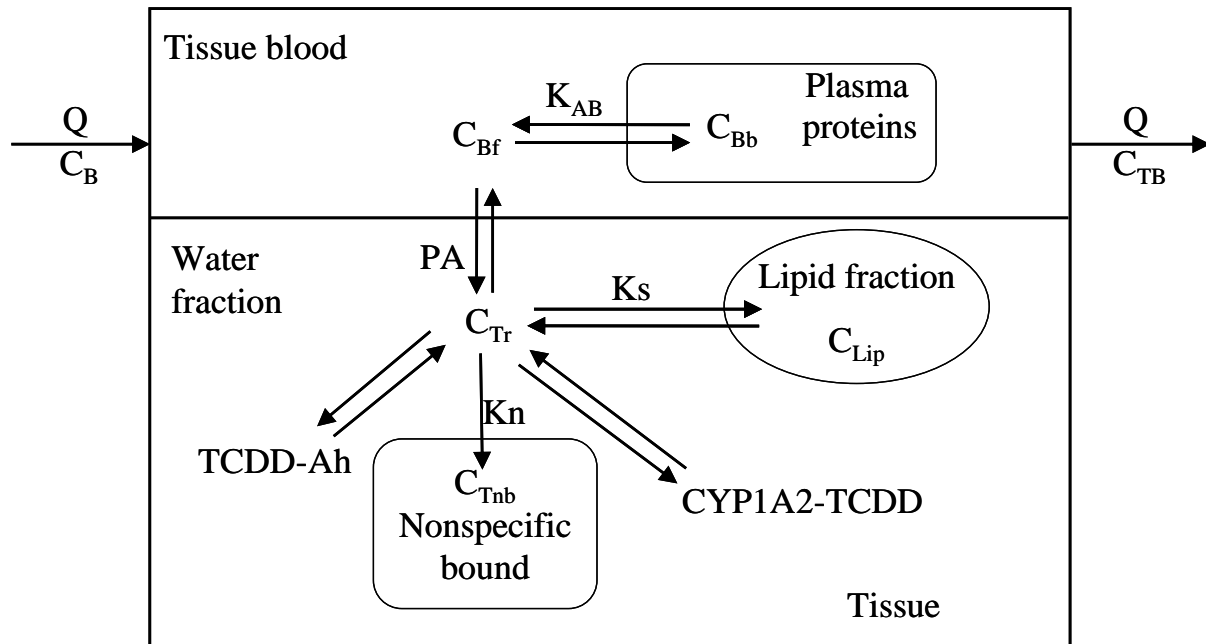 Tissue blood
Plasma
proteins
K_AB
C_Bf
C_Bb
Q
C_B
Q
C_TB
Water
fraction
PA
Ks
Lipid fraction
C_Lip
C_Tr
Kn
TCDD-Ah
C_Tnb
Nonspecific
bound
CYP1A2-TCDD
Tissue